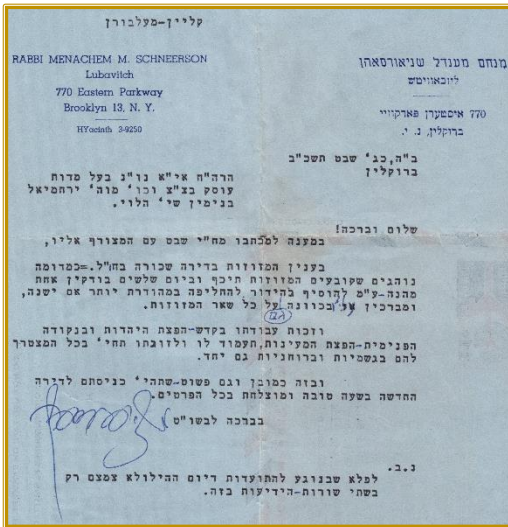 קליין-מעלבורן
RABBI MENACHEM M. SCHNEERSON
Lubavitch
770 Eastern Parkway
Brooklyn 13, N. Y.
HYacinth 3-9250
מנחם מענדל שניאורסאהן
ליובאוויטש
770 איסטערן פארקוויי
ברוקלין, נ. י.
ב"ה, כג' שבט תשכ"ב
ברוקלין
הרה"ח אי"א נו"נ בעל מדות
עוסק בצ"צ וכו' מוה' ירחמיאל
בנימין שי' הלוי.
שלום וברכה!
במענה למכתבו מח"י שבט עם המצורף אליו,
בענין המזוזות בדירה שכורה בחו"ל.=כמדומה
נוהגים שקובעים המזוזות תיכף וביום שלשים בודקין אחת
מהנה-ע"מ להוסיף בהידור להחליפה במהודרת יותר אם ישנה,
ומברכין בכוונה על כל שאר המזוזות.
וזכות עבודתו בקדש-הפצת היהדות ובנקודה
הפנימית-הפצת המעינות,תעמוד לו ולזוגתו תחי' בכל המצטרך
להם בגשמיות וברוחניות גם יחד.
ובזה כמובן וגם פשוט-שתהי' כניסתם לדירה
החדשה בשעה טובה ומוצלחת בכל הפרטים.
בברכה לבשו"ט
נ.ב.
לפלא שבנוגע להתועדות דיום ההילולא צמצם רק
בשתי שורות-הידיעות בזה.